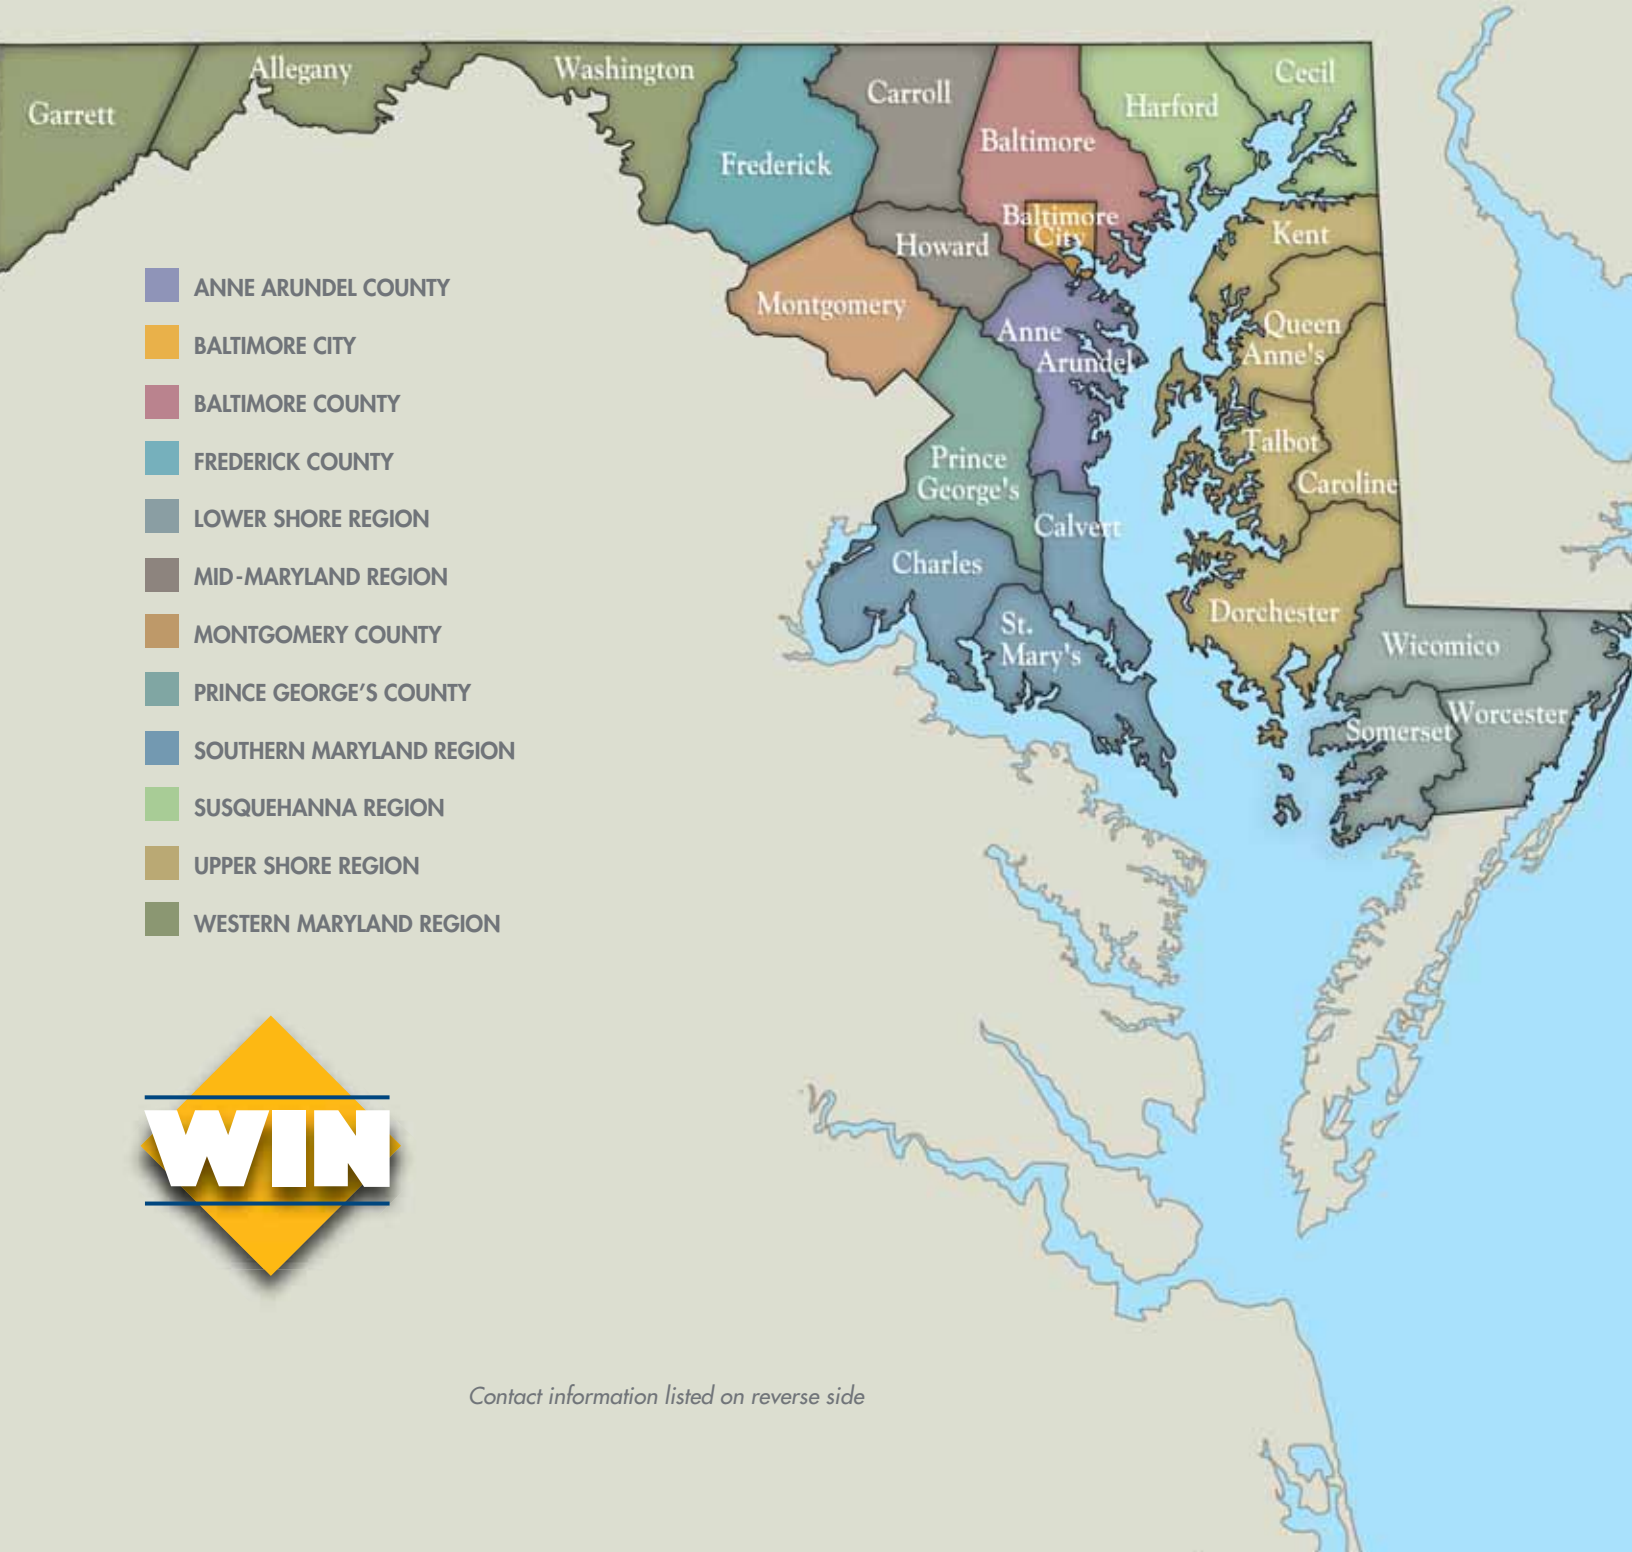 Garrett
Allegany
Washington
Frederick
Carroll
Baltimore
Harford
Cecil
Baltimore
City
Howard
Montgomery
Kent
Anne
Arundel
Queen
Anne's
Talbot
Caroline
Prince
George's
Calvert
Charles
St.
Mary's
Dorchester
Wicomico
Somerset
Worcester
ANNE ARUNDEL COUNTY
BALTIMORE CITY
BALTIMORE COUNTY
FREDERICK COUNTY
LOWER SHORE REGION
MID-MARYLAND REGION
MONTGOMERY COUNTY
PRINCE GEORGE'S COUNTY
SOUTHERN MARYLAND REGION
SUSQUEHANNA REGION
UPPER SHORE REGION
WESTERN MARYLAND REGION
WIN
Contact information listed on reverse side